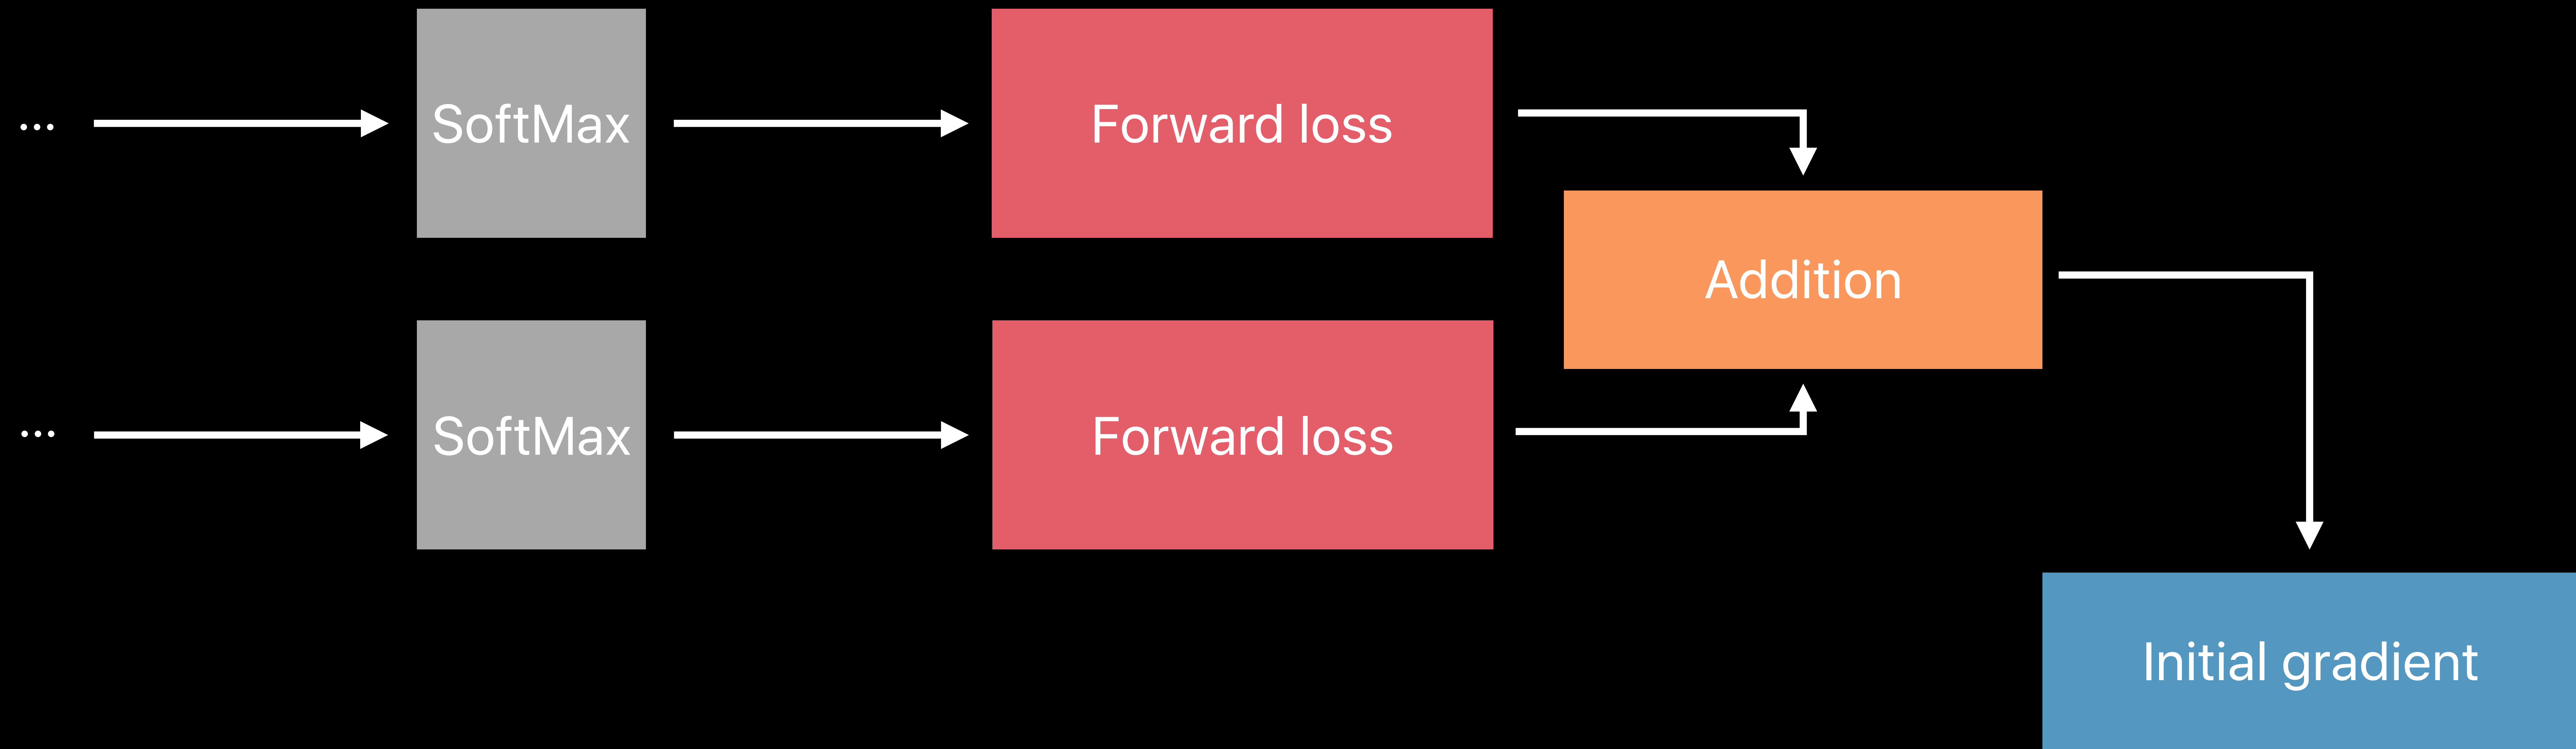 ... SoftMax Forward loss
Addition
... SoftMax Forward loss
Initial gradient